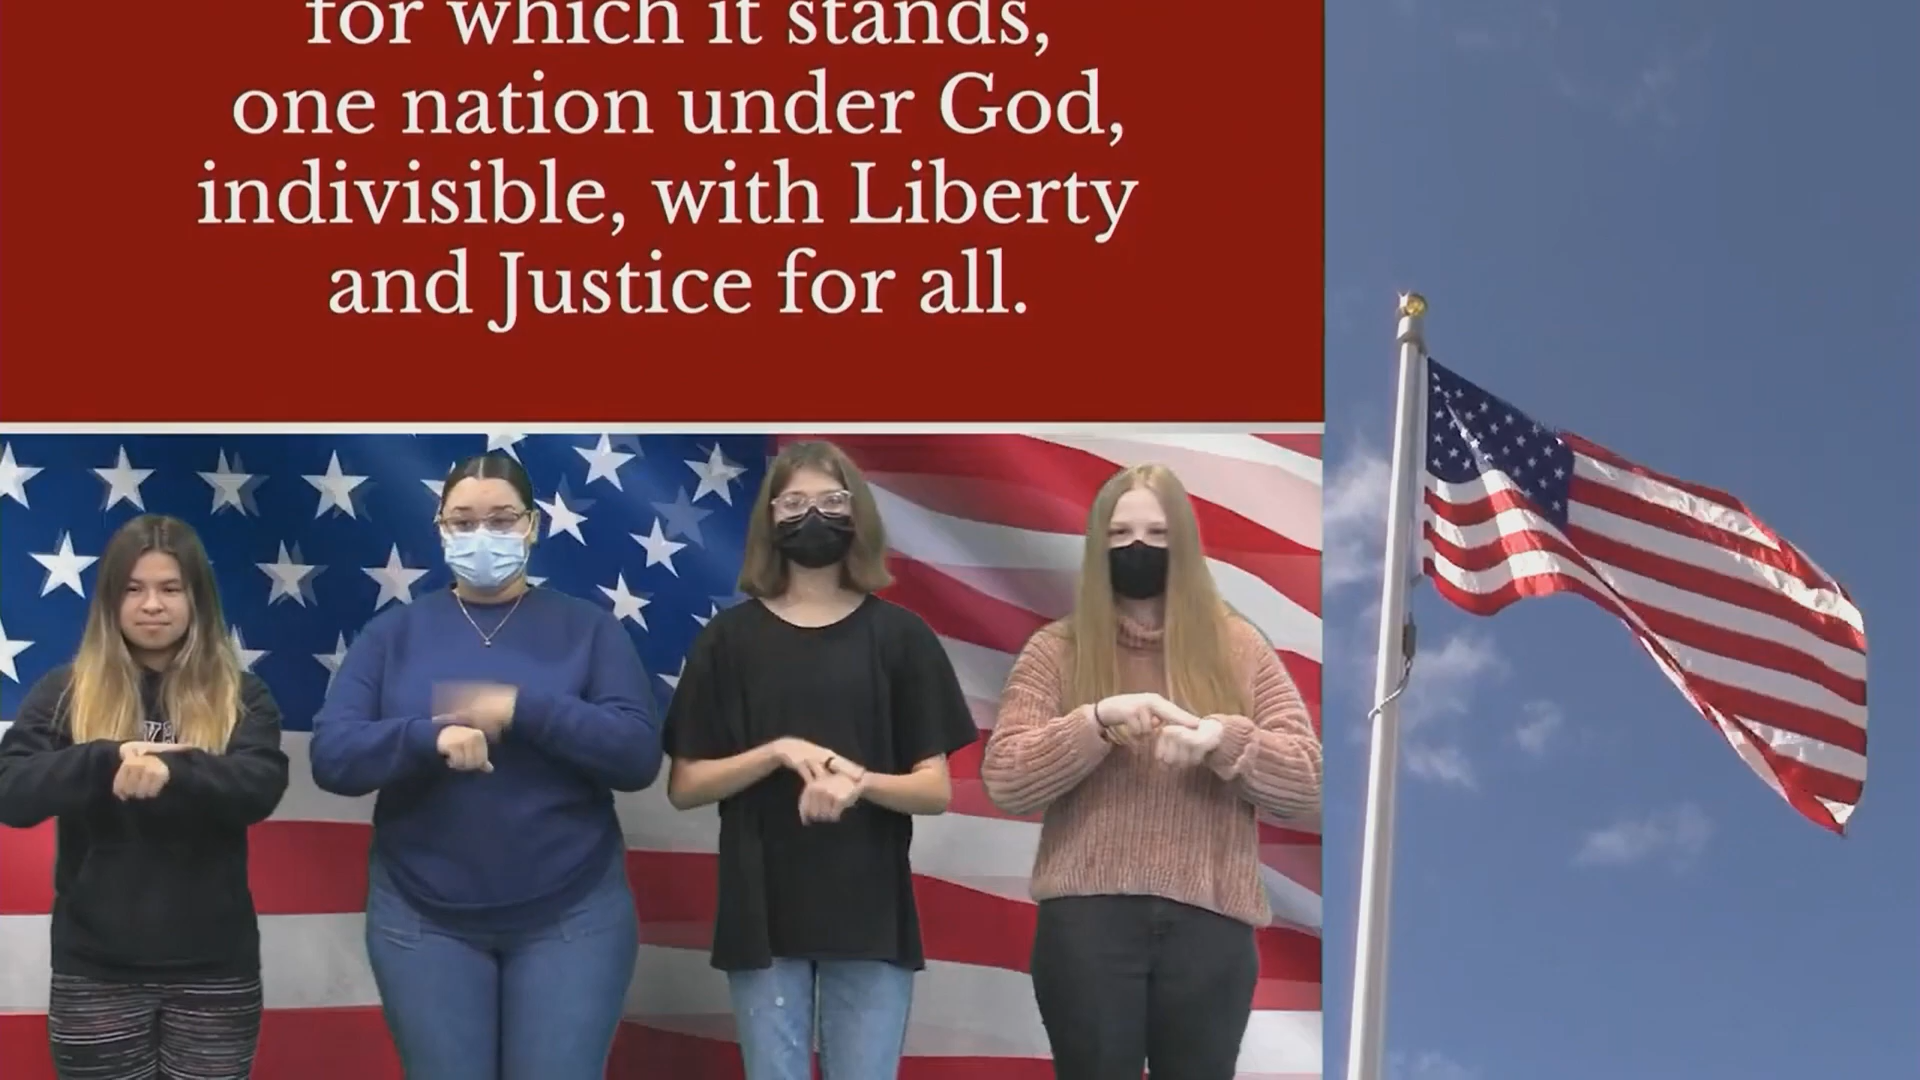 for which it stands,
one nation under God,
indivisible, with Liberty
and Justice for all.